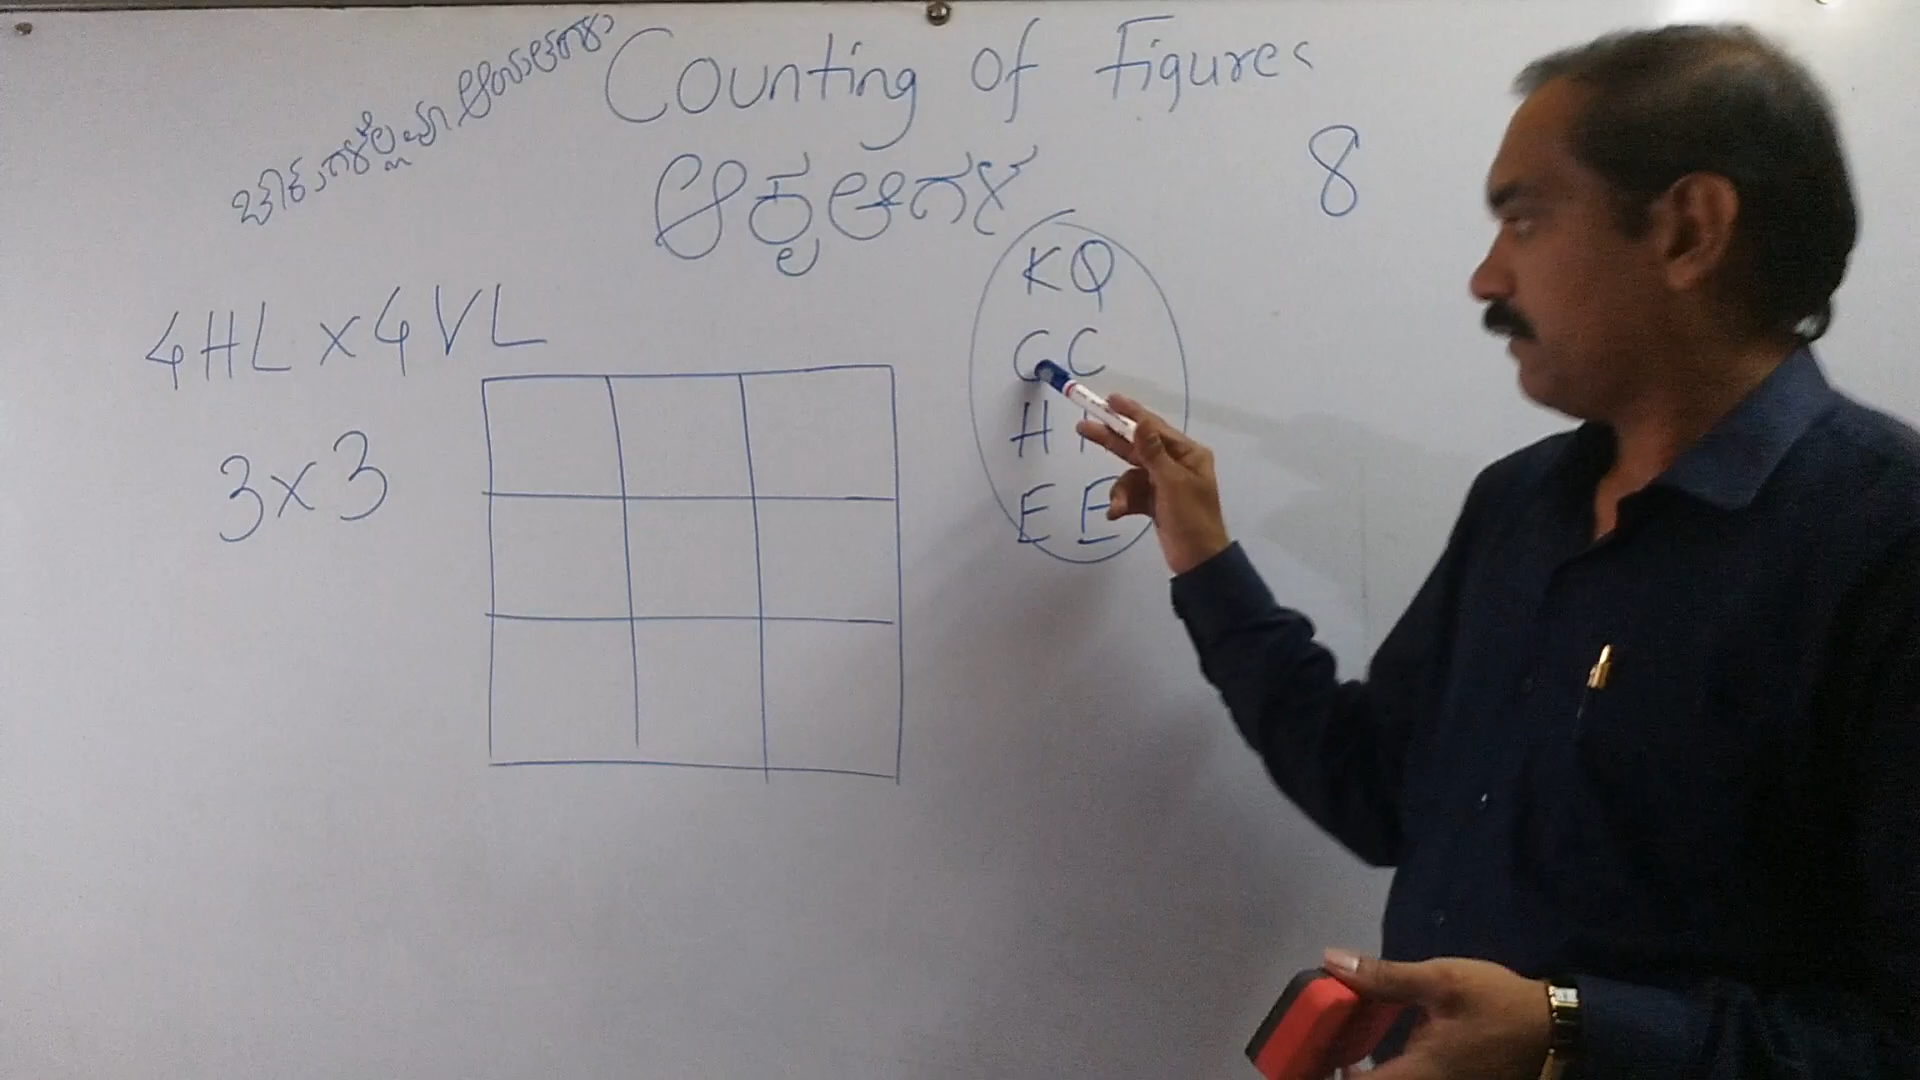 Counting of Figures
ಆಕೃತಿಗಳ
8
4HL x 4VL
3x3
KQ
CC
H
EE